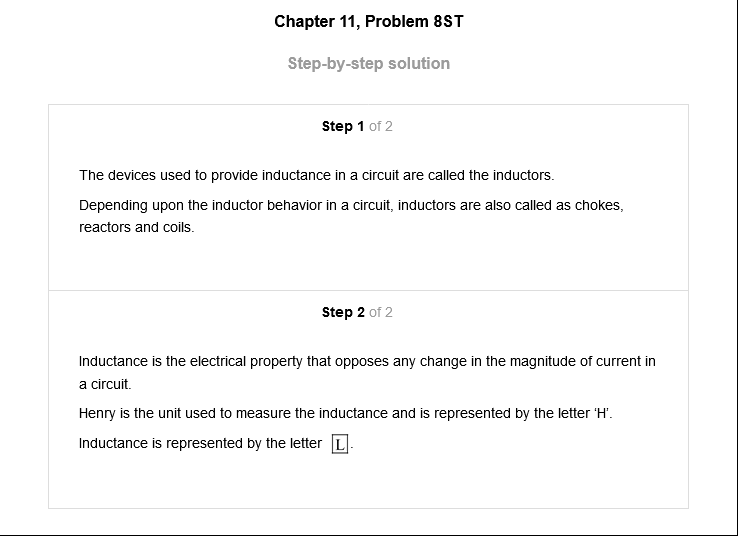 Chapter 11, Problem 8ST
Step-by-step solution
Step 1 of 2
The devices used to provide inductance in a circuit are called the inductors.
Depending upon the inductor behavior in a circuit, inductors are also called as chokes,
reactors and coils.
Step 2 of 2
Inductance is the electrical property that opposes any change in the magnitude of current in
a circuit.
Henry is the unit used to measure the inductance and is represented by the letter ‘H’.
Inductance is represented by the letter L.